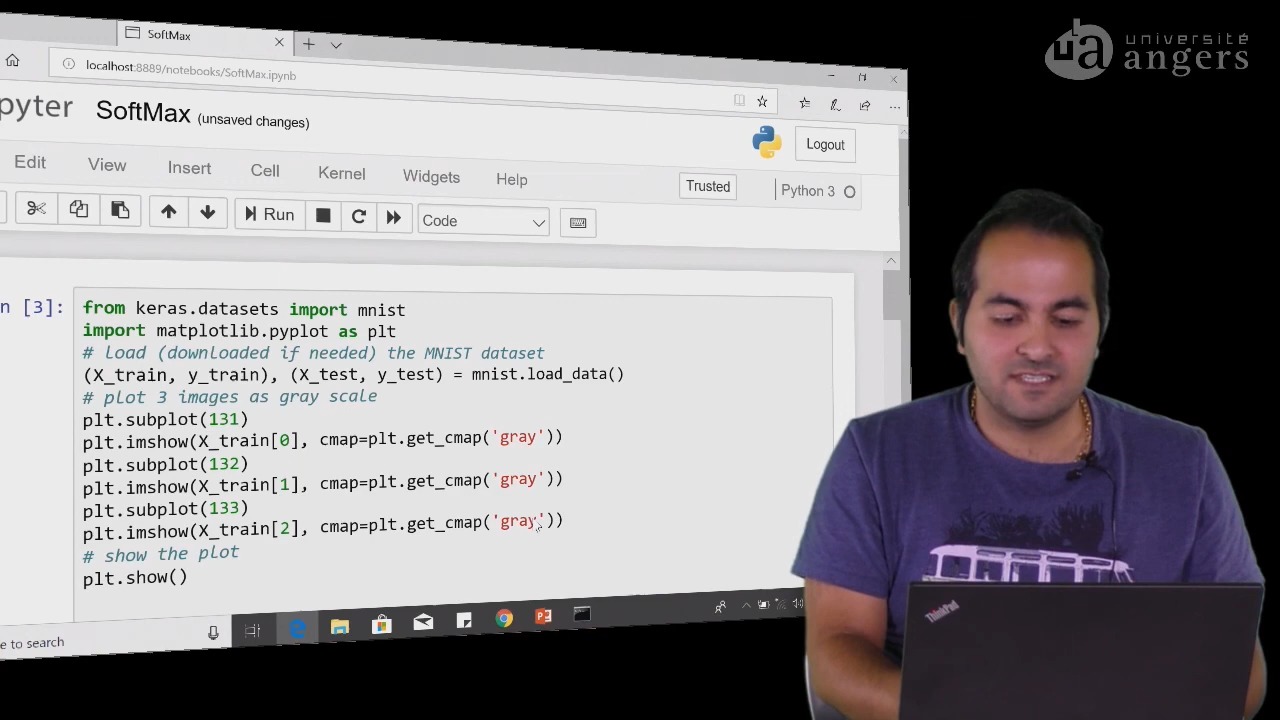 SoftMax
localhost:8889/notebooks/SoftMax.ipynb
université
angers
pyter SoftMax (unsaved changes)
Logout
Edit View Insert Cell Kernel Widgets Help
Trusted Python 3
Run Code
n [3]:
from keras.datasets import mnist
import matplotlib.pyplot as plt
# load (downloaded if needed) the MNIST dataset
(X_train, y_train), (X_test, y_test) = mnist.load_data()
# plot 3 images as gray scale
plt.subplot(131)
plt.imshow(X_train[0], cmap=plt.get_cmap('gray'))
plt.subplot(132)
plt.imshow(X_train[1], cmap=plt.get_cmap('gray'))
plt.subplot(133)
plt.imshow(X_train[2], cmap=plt.get_cmap('gray'))
# show the plot
plt.show()
e to search
ThinkPad